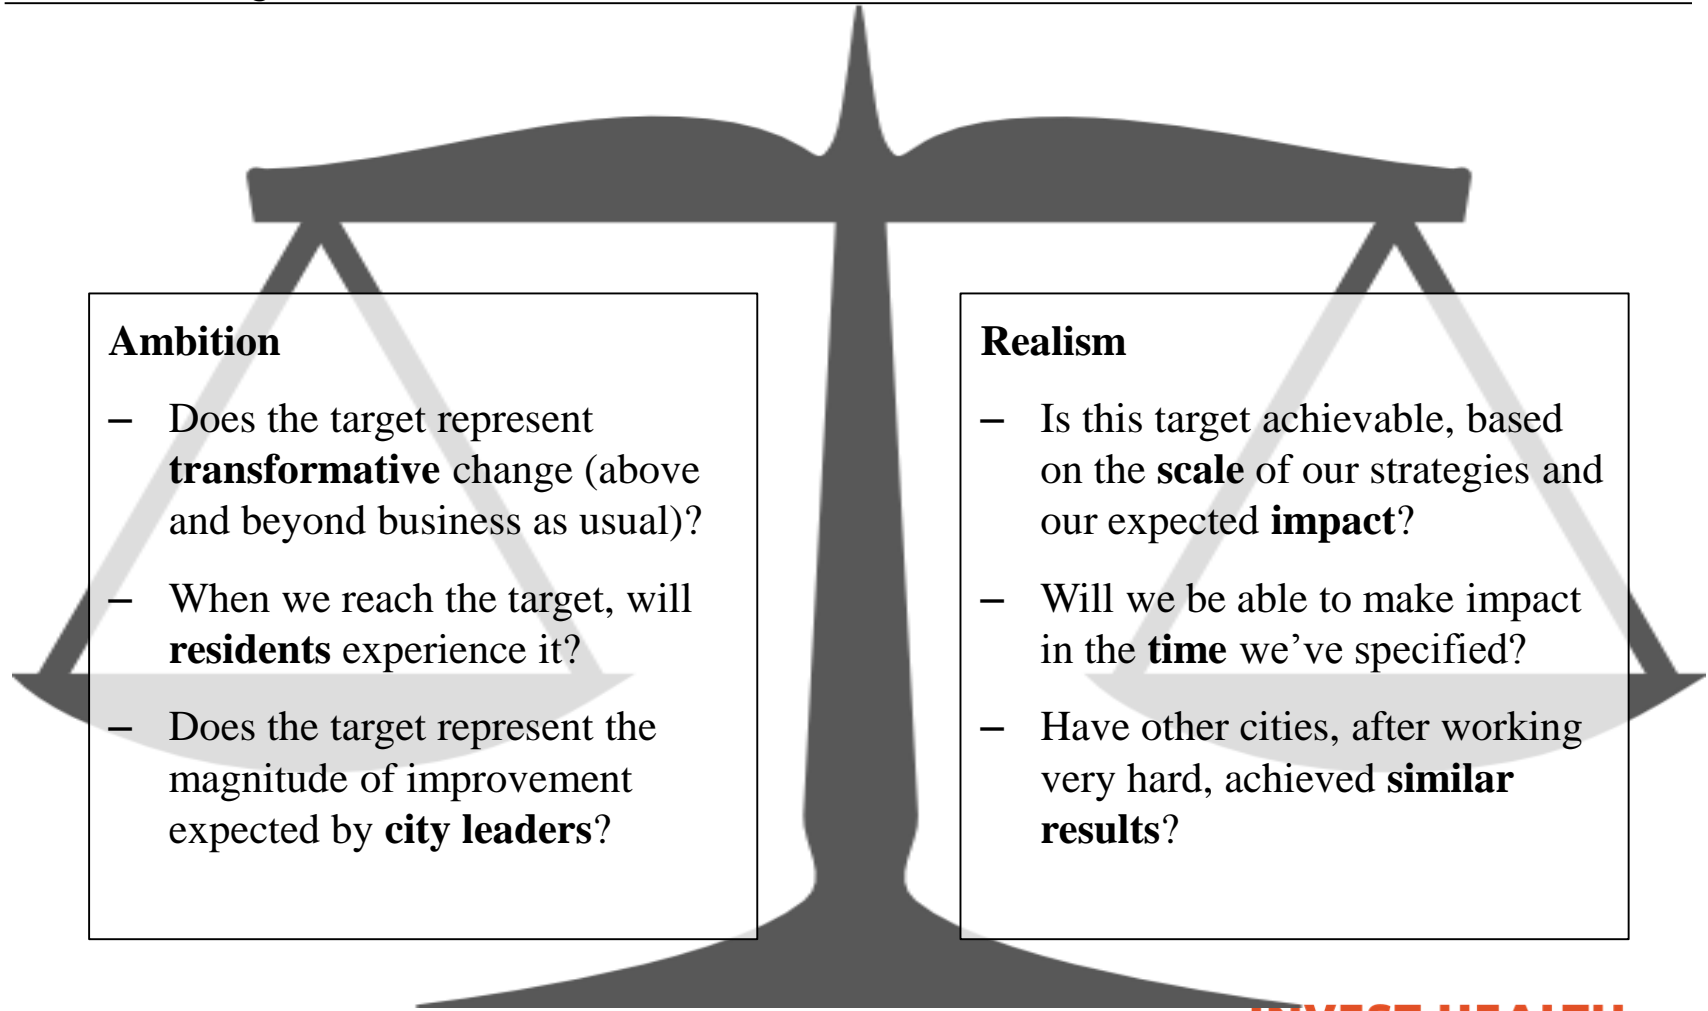 Ambition
– Does the target represent
transformative change (above
and beyond business as usual)?
– When we reach the target, will
residents experience it?
– Does the target represent the
magnitude of improvement
expected by city leaders?
Realism
– Is this target achievable, based
on the scale of our strategies and
our expected impact?
– Will we be able to make impact
in the time we’ve specified?
– Have other cities, after working
very hard, achieved similar
results?
INVEST HEALTH